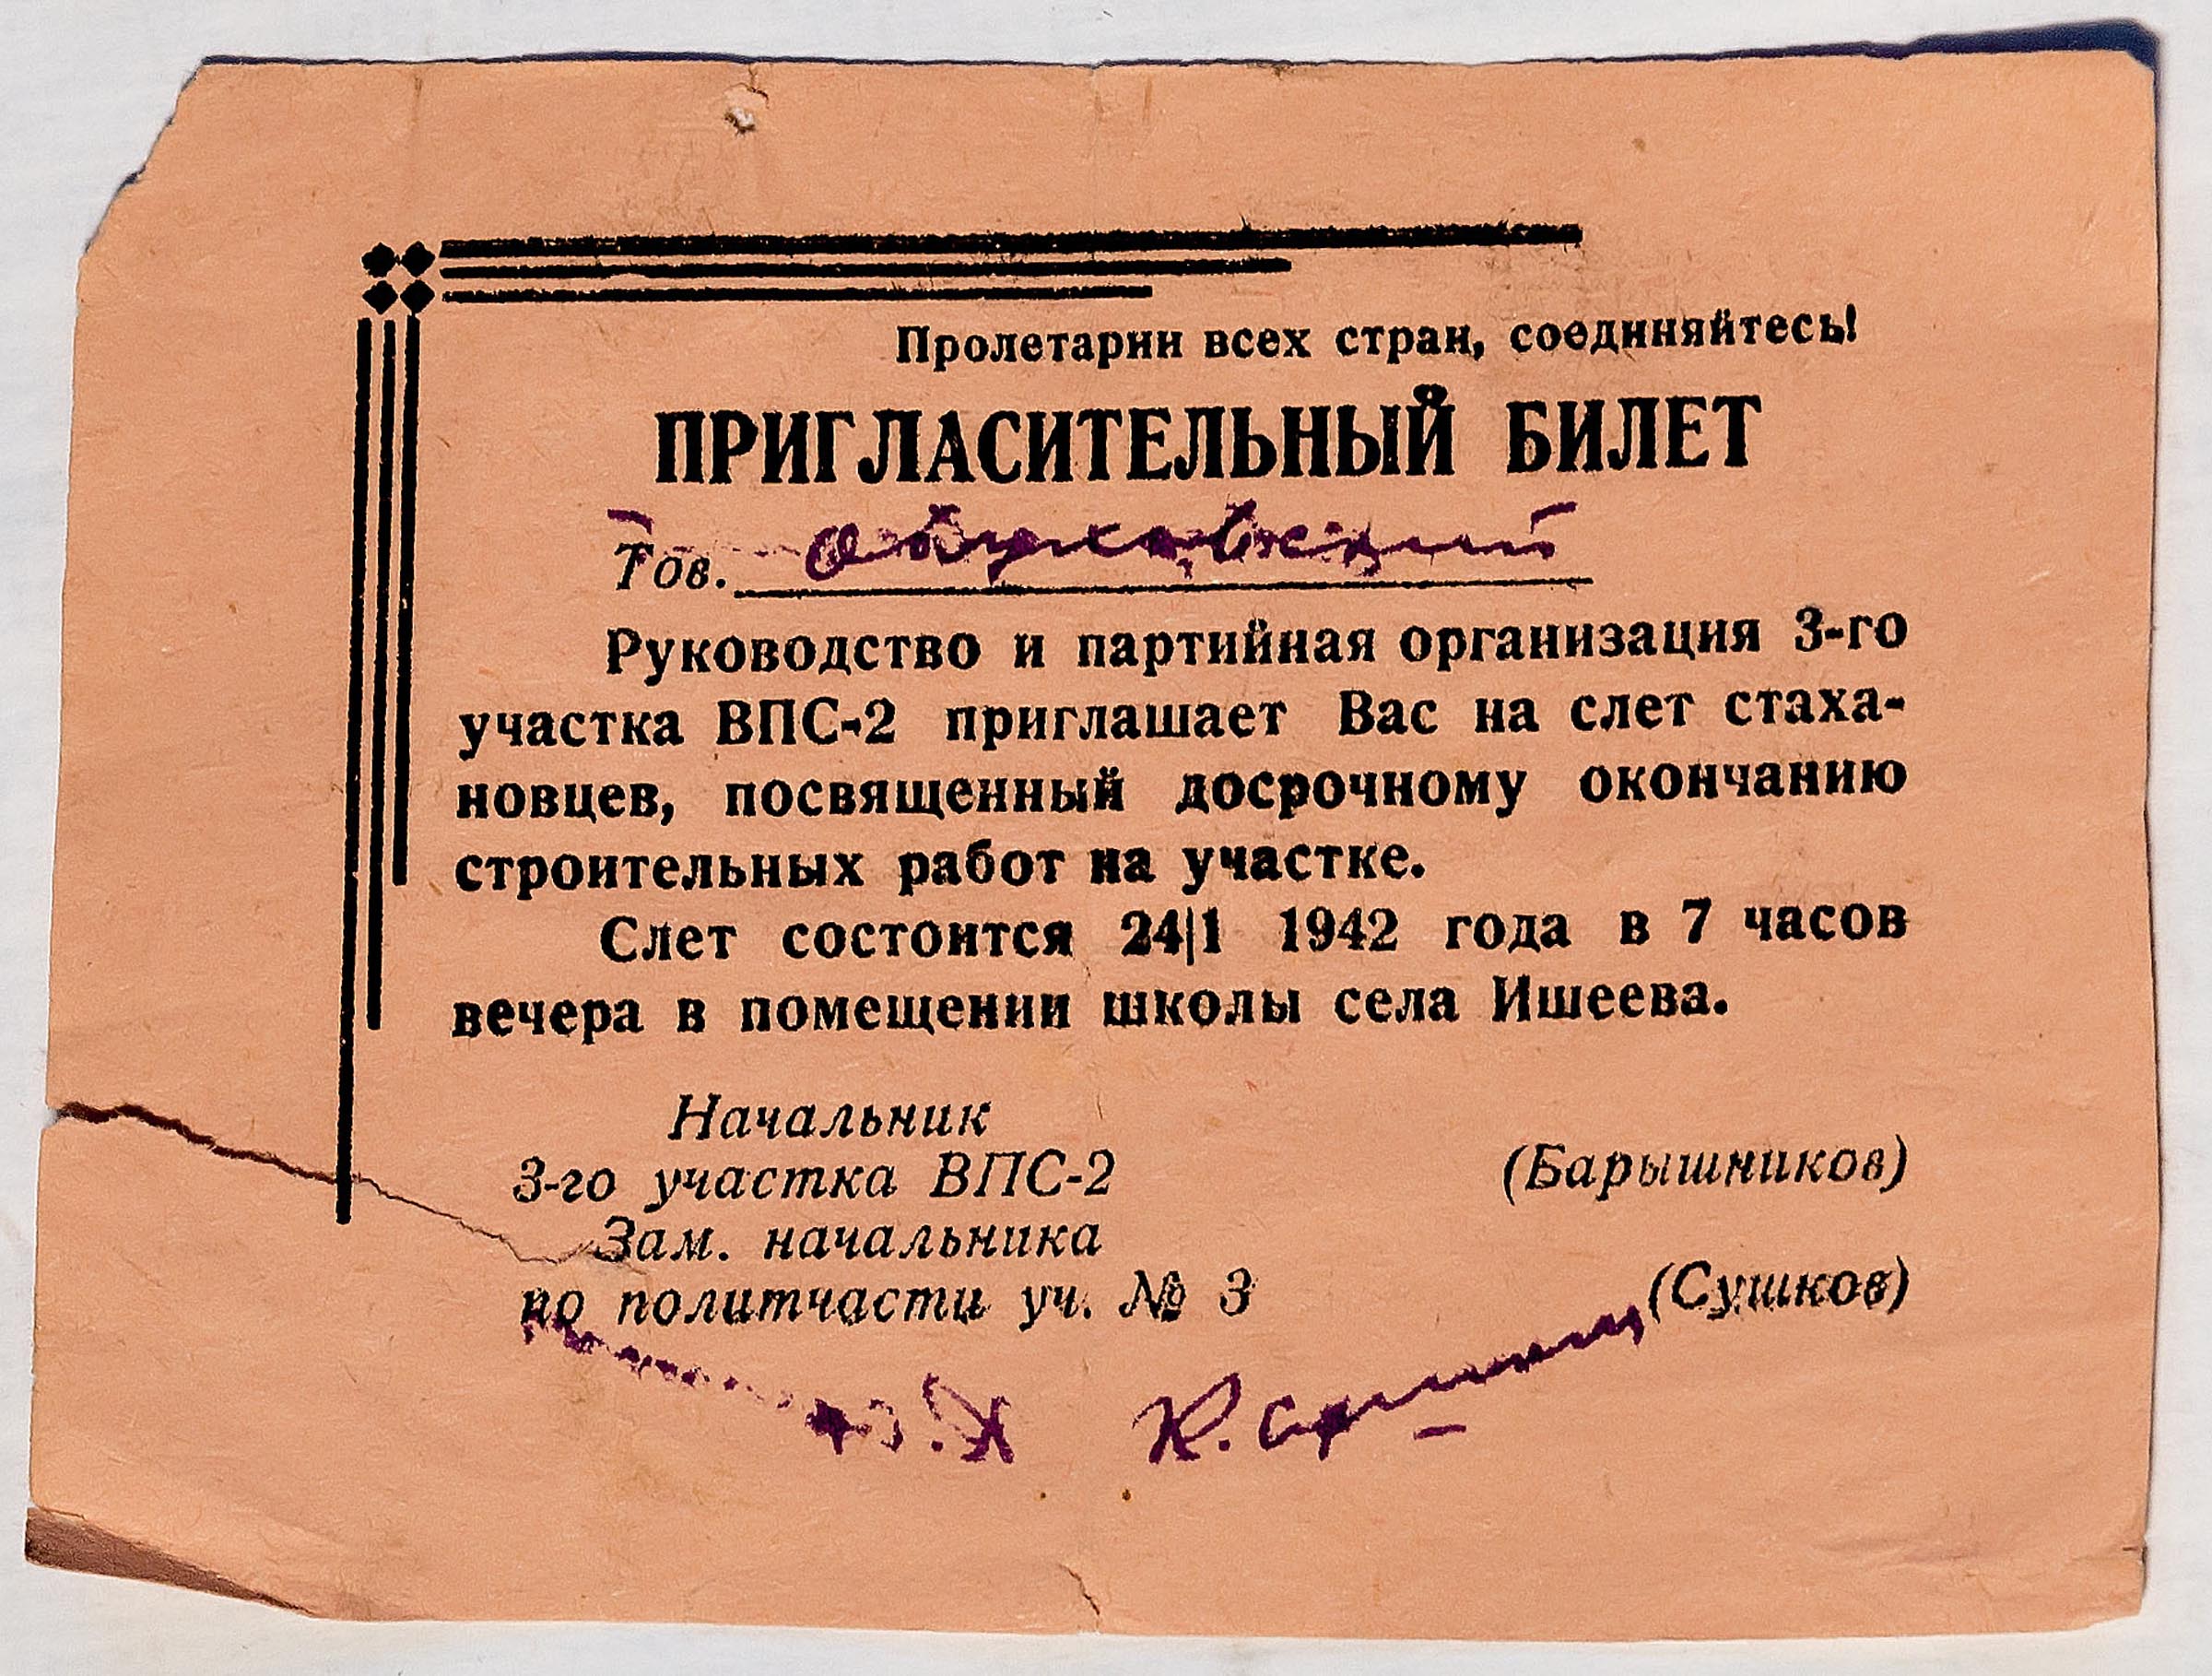 Пролетарии всех стран, соединяйтесь!
ПРИГЛАСИТЕЛЬНЫЙ БИЛЕТ
Тов. Обуховский
Руководство и партийная организация 3-го
участка ВПС-2 приглашает Вас на слет стаха-
новцев, посвященный досрочному окончанию
строительных работ на участке.
Слет состоится 24|1 1942 года в 7 часов
вечера в помещении школы села Ишеева.
Начальник
3-го участка ВПС-2 (Барышников)
Зам. начальника
по политчасти уч. № 3 (Сушков)